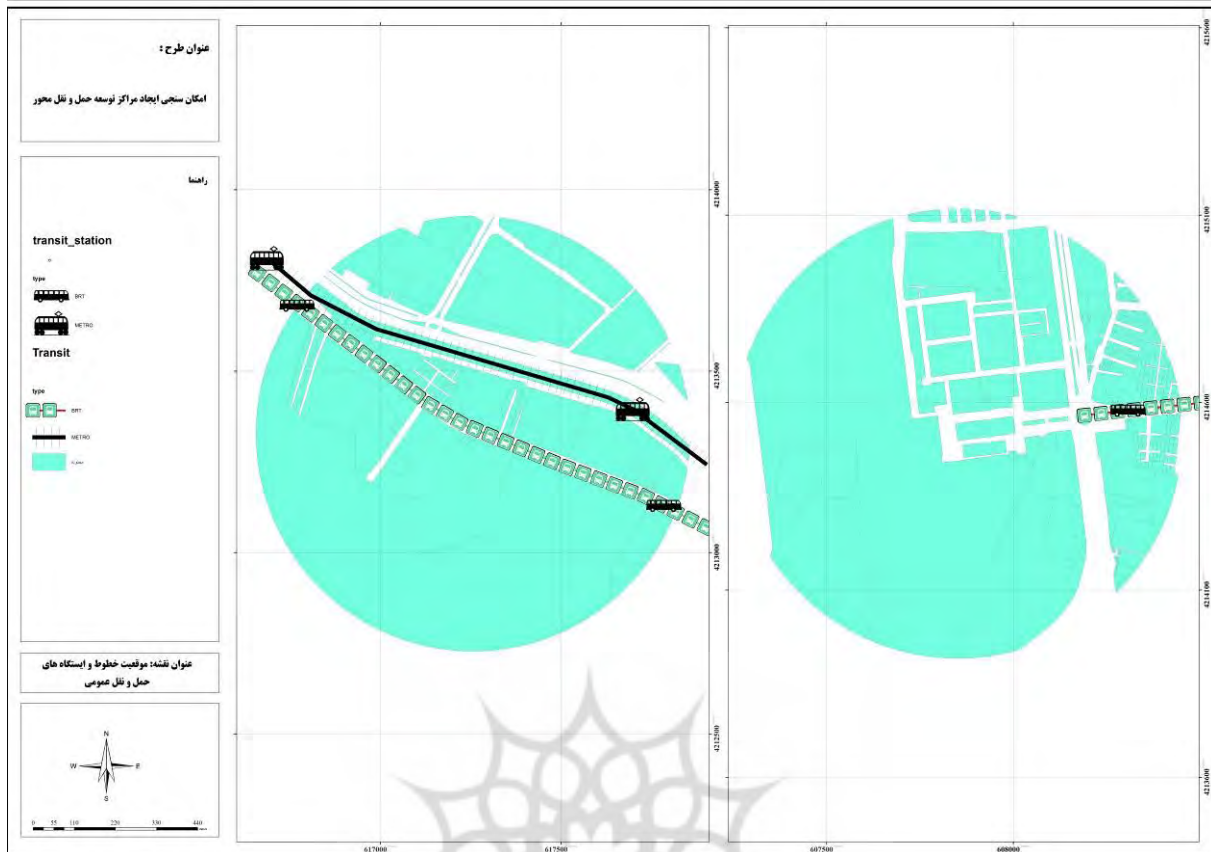 عنوان طرح :
امکان سنجی ایجاد مراکز توسعه حمل و نقل محور
راهنما
transit_station
type
BRT
METRO
Transit
type
BRT
METRO
عنوان نقشه: موقعیت خطوط و ایستگاه های
حمل و نقل عمومی
N
W E
S
0 55 110 220 330 440
4214000
4213500
4213000
4212500
617000 617500
4215600
4215100
4214600
4214100
4213600
607500 608000